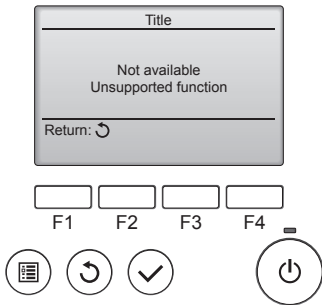 Title
Not available
Unsupported function
Return:
F1 F2 F3 F4